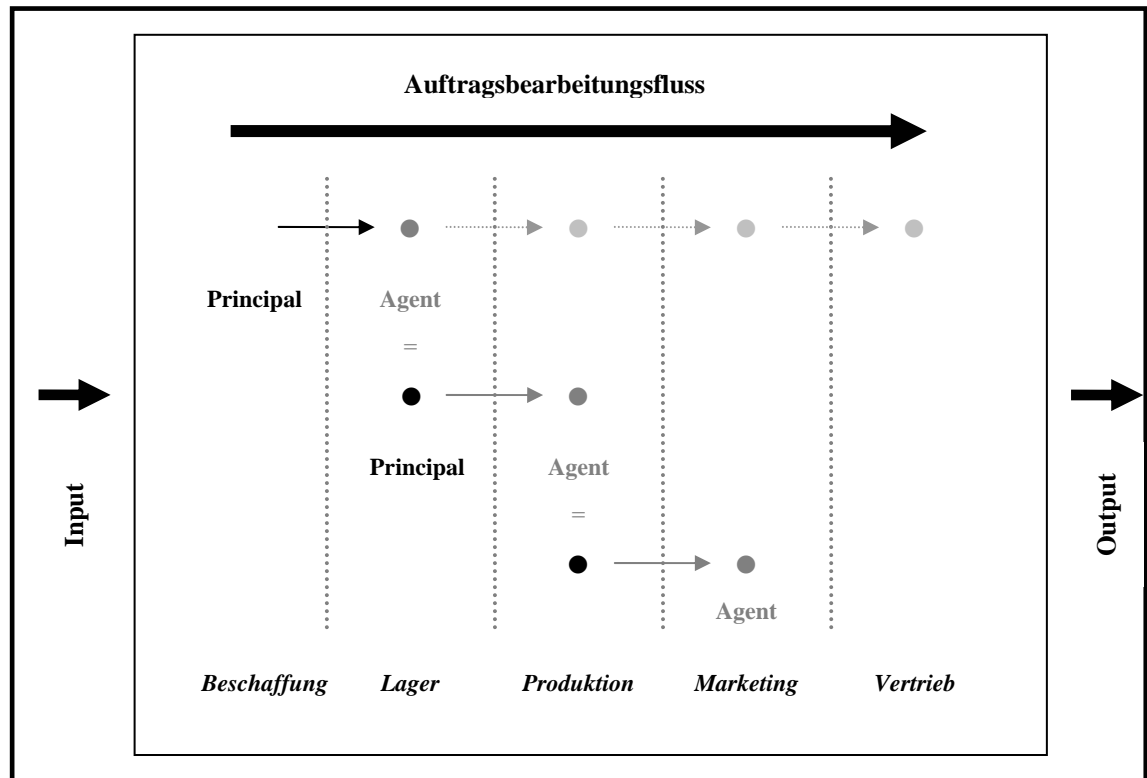 Auftragsbearbeitungsfluss
Principal
Agent
=
Principal
Agent
=
Agent
Input
Output
Beschaffung
Lager
Produktion
Marketing
Vertrieb